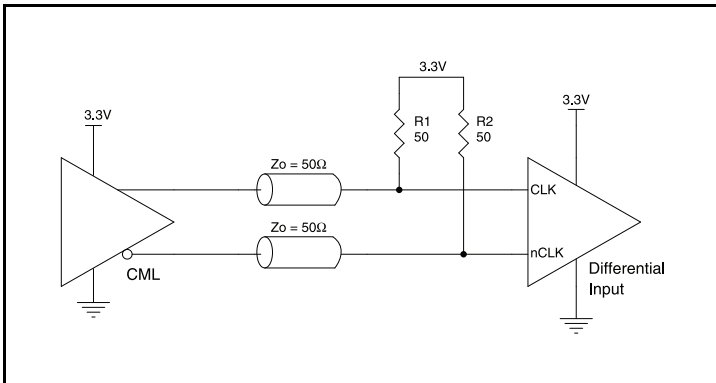 3.3V
3.3V
3.3V
R1
50
R2
50
Zo = 50Ω
Zo = 50Ω
CLK
nCLK
CML
Differential
Input